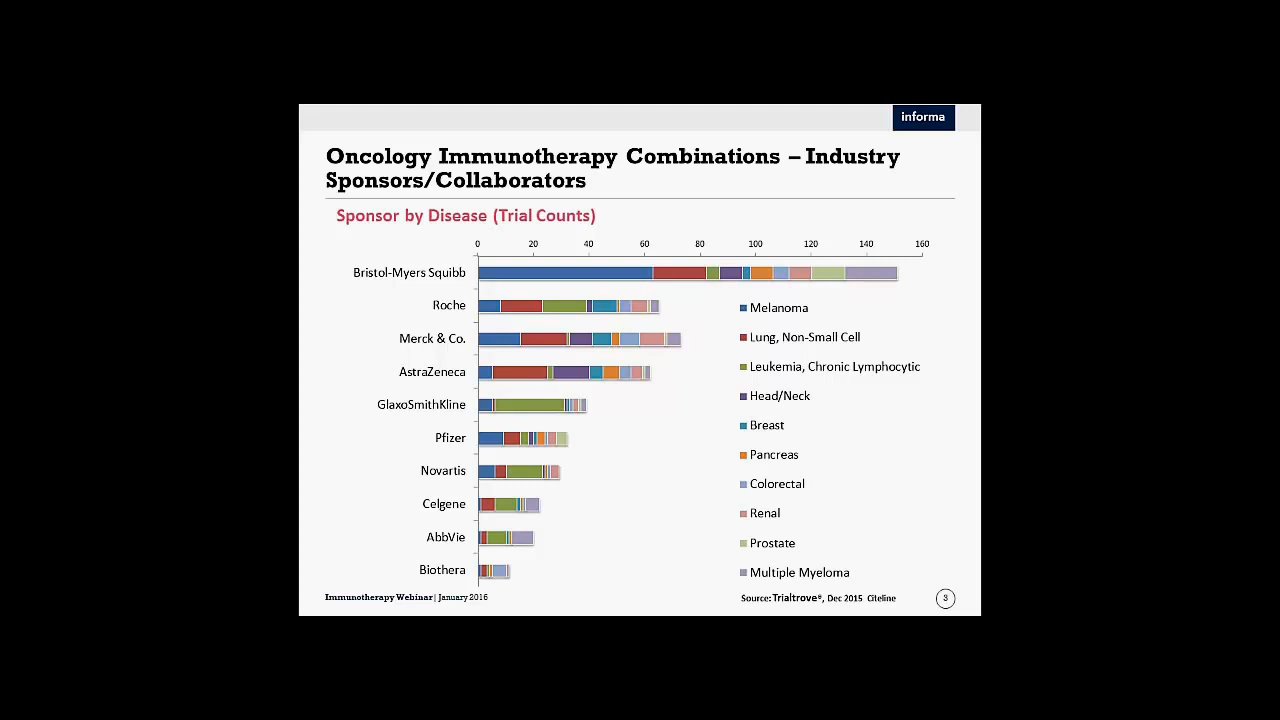 informa
Oncology Immunotherapy Combinations – Industry
Sponsors/Collaborators
Sponsor by Disease (Trial Counts)
0 20 40 60 80 100 120 140 160
Bristol-Myers Squibb
Roche
Merck & Co.
AstraZeneca
GlaxoSmithKline
Pfizer
Novartis
Celgene
AbbVie
Biothera
Melanoma
Lung, Non-Small Cell
Leukemia, Chronic Lymphocytic
Head/Neck
Breast
Pancreas
Colorectal
Renal
Prostate
Multiple Myeloma
Immunotherapy Webinar| January 2016
Source: Trialtrove®, Dec 2015 Citeline
3